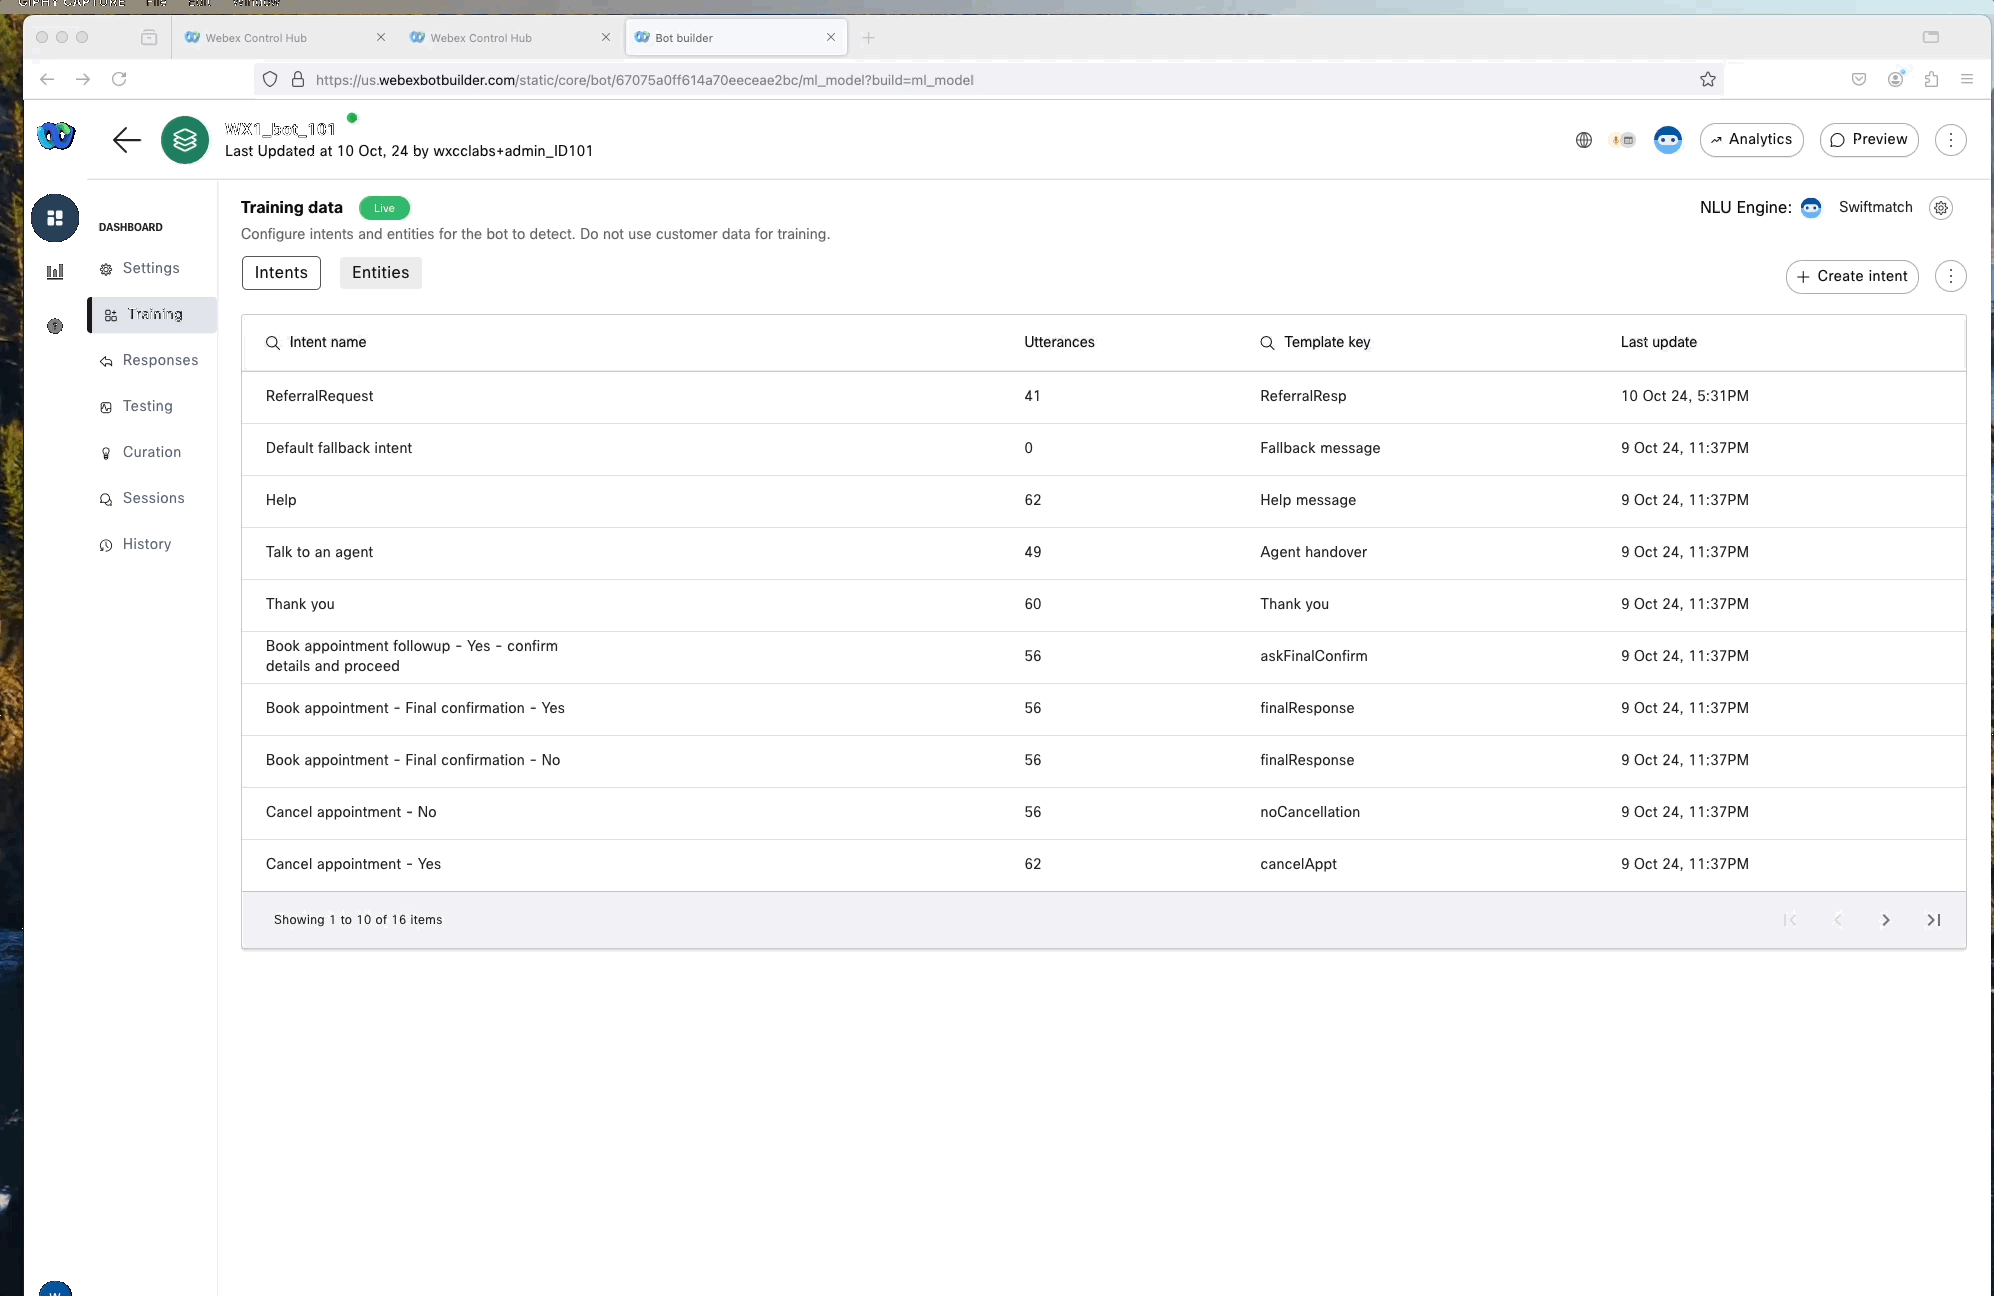 GIPHY CAPTURE File Edit Window
Webex Control Hub Webex Control Hub Bot builder
https://us.webexbotbuilder.com/static/core/bot/67075a0ff614a70eeceae2bc/ml_model?build=ml_model
WX1_bot_101
Last Updated at 10 Oct, 24 by wxcclabs+admin_ID101
Analytics Preview
DASHBOARD
Settings
Training
Responses
Testing
Curation
Sessions
History
Training data Live
NLU Engine: Swiftmatch
Configure intents and entities for the bot to detect. Do not use customer data for training.
Intents Entities
Create intent
Intent name Utterances Template key Last update
ReferralRequest 41 ReferralResp 10 Oct 24, 5:31PM
Default fallback intent 0 Fallback message 9 Oct 24, 11:37PM
Help 62 Help message 9 Oct 24, 11:37PM
Talk to an agent 49 Agent handover 9 Oct 24, 11:37PM
Thank you 60 Thank you 9 Oct 24, 11:37PM
Book appointment followup - Yes - confirm
details and proceed 56 askFinalConfirm 9 Oct 24, 11:37PM
Book appointment - Final confirmation - Yes 56 finalResponse 9 Oct 24, 11:37PM
Book appointment - Final confirmation - No 56 finalResponse 9 Oct 24, 11:37PM
Cancel appointment - No 56 noCancellation 9 Oct 24, 11:37PM
Cancel appointment - Yes 62 cancelAppt 9 Oct 24, 11:37PM
Showing 1 to 10 of 16 items
W